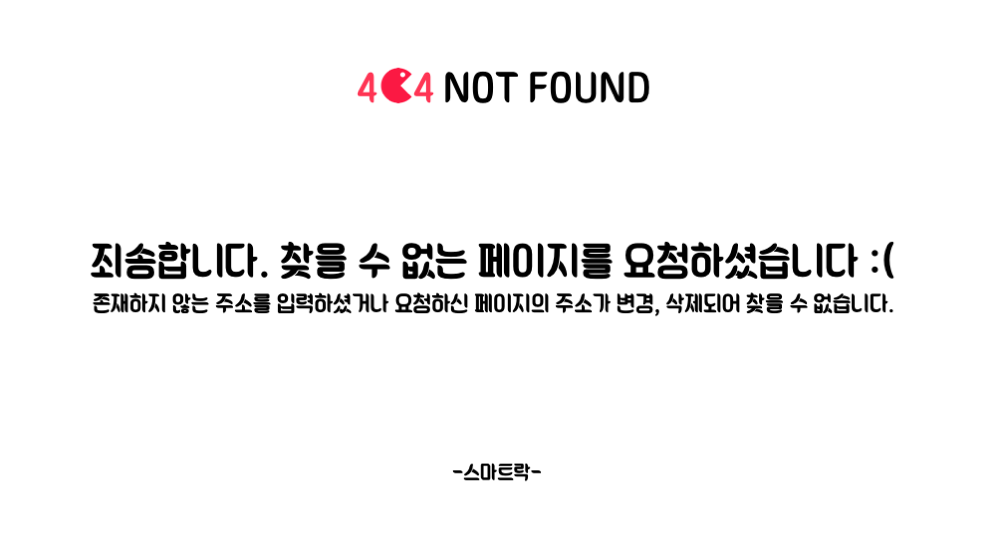 404 NOT FOUND
죄송합니다. 찾을 수 없는 페이지를 요청하셨습니다 :(
존재하지 않는 주소를 입력하셨거나 요청하신 페이지의 주소가 변경, 삭제되어 찾을 수 없습니다.
-스마트락-